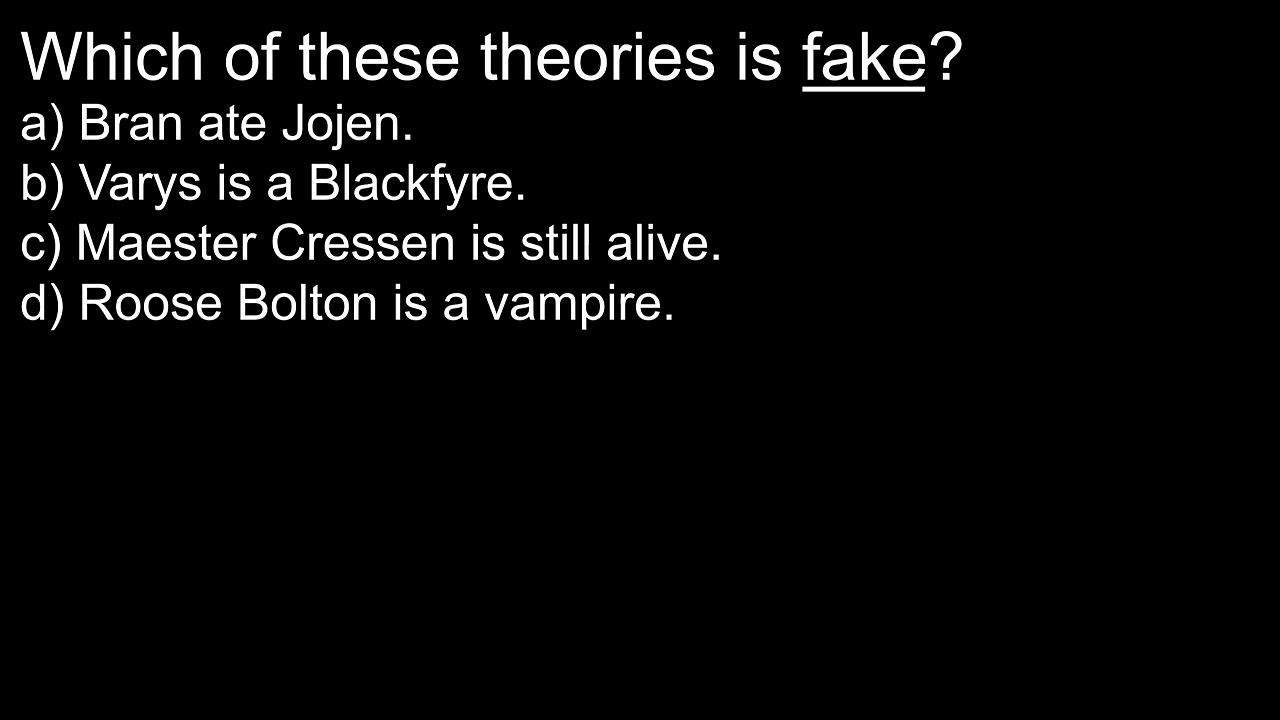 Which of these theories is fake?
a) Bran ate Jojen.
b) Varys is a Blackfyre.
c) Maester Cressen is still alive.
d) Roose Bolton is a vampire.